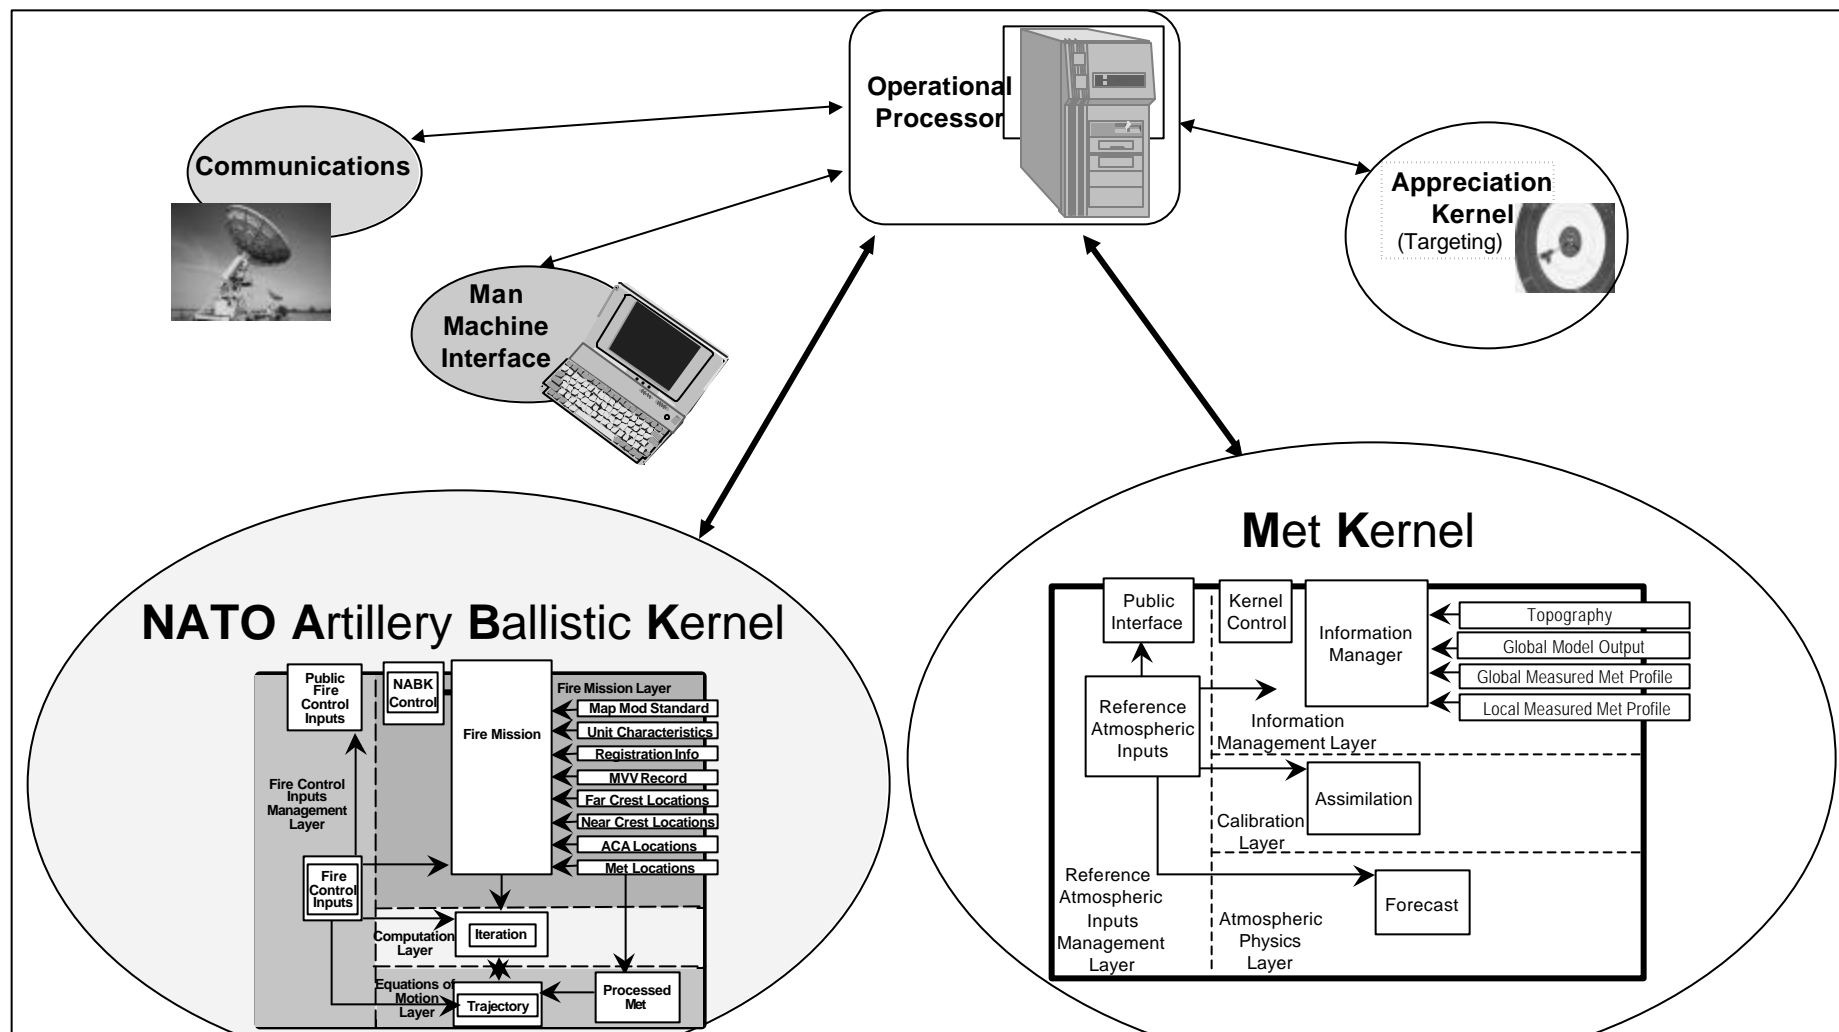 Operational
Processor
Communications
Appreciation
Kernel
(Targeting)
Man
Machine
Interface
NATO Artillery Ballistic Kernel
Public
Fire
Control
Inputs
NABK
Control
Fire Mission
Fire Mission Layer
Map Mod Standard
Unit Characteristics
Registration Info
MVV Record
Far Crest Locations
Near Crest Locations
ACA Locations
Met Locations
Fire Control
Inputs
Management
Layer
Fire
Control
Inputs
Computation
Layer
Iteration
Equations of
Motion
Layer
Trajectory
Processed
Met
Met Kernel
Public
Interface
Kernel
Control
Information
Manager
Topography
Global Model Output
Global Measured Met Profile
Local Measured Met Profile
Reference
Atmospheric
Inputs
Information
Management Layer
Assimilation
Calibration
Layer
Reference
Atmospheric
Inputs
Management
Layer
Forecast
Atmospheric
Physics
Layer